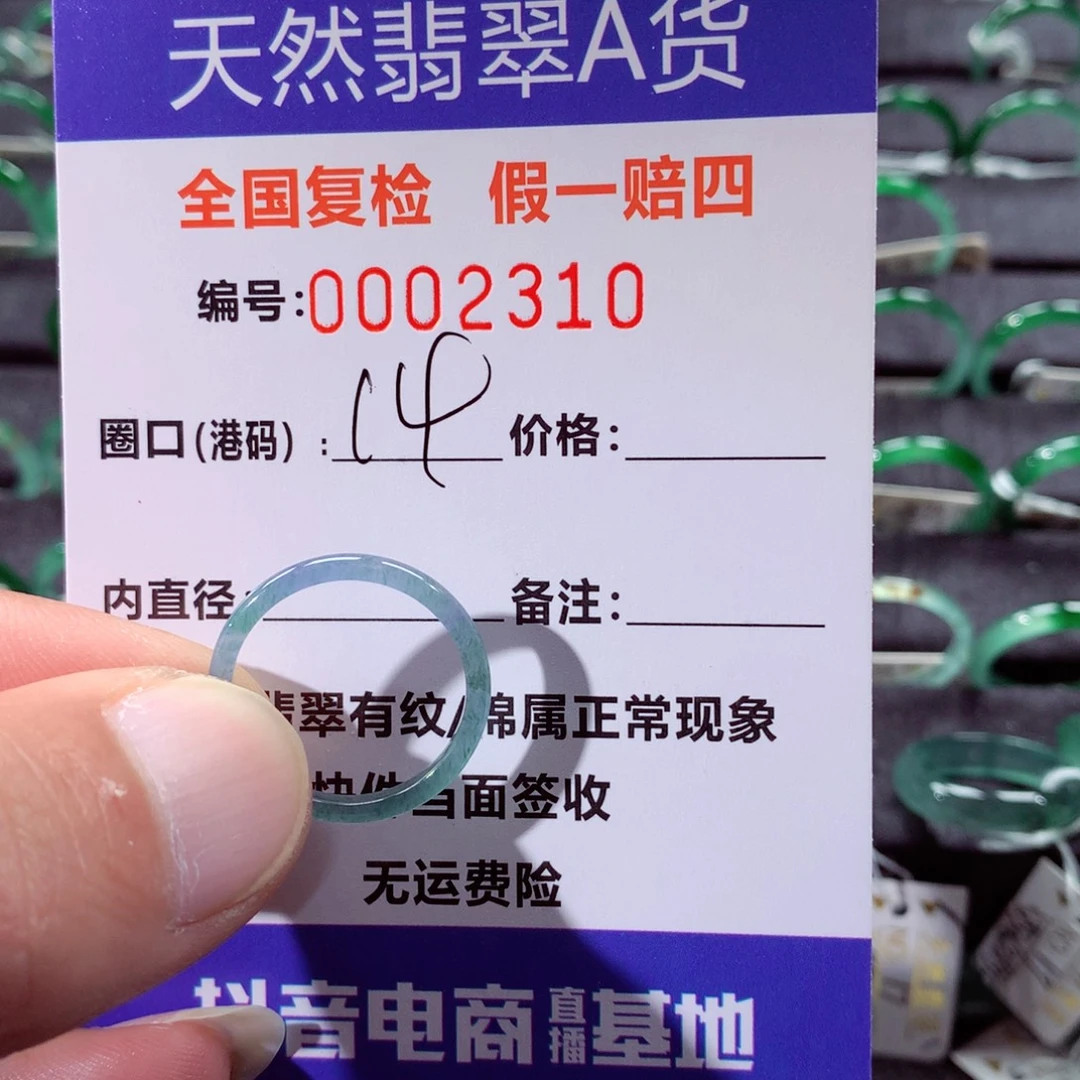 天然翡翠A货
全国复检 假一赔四
编号:0002310
圈口(港码):14 价格:
内直径: 备注:
翡翠有纹/棉属正常现象
快件当面签收
无运费险
抖音电商直播基地